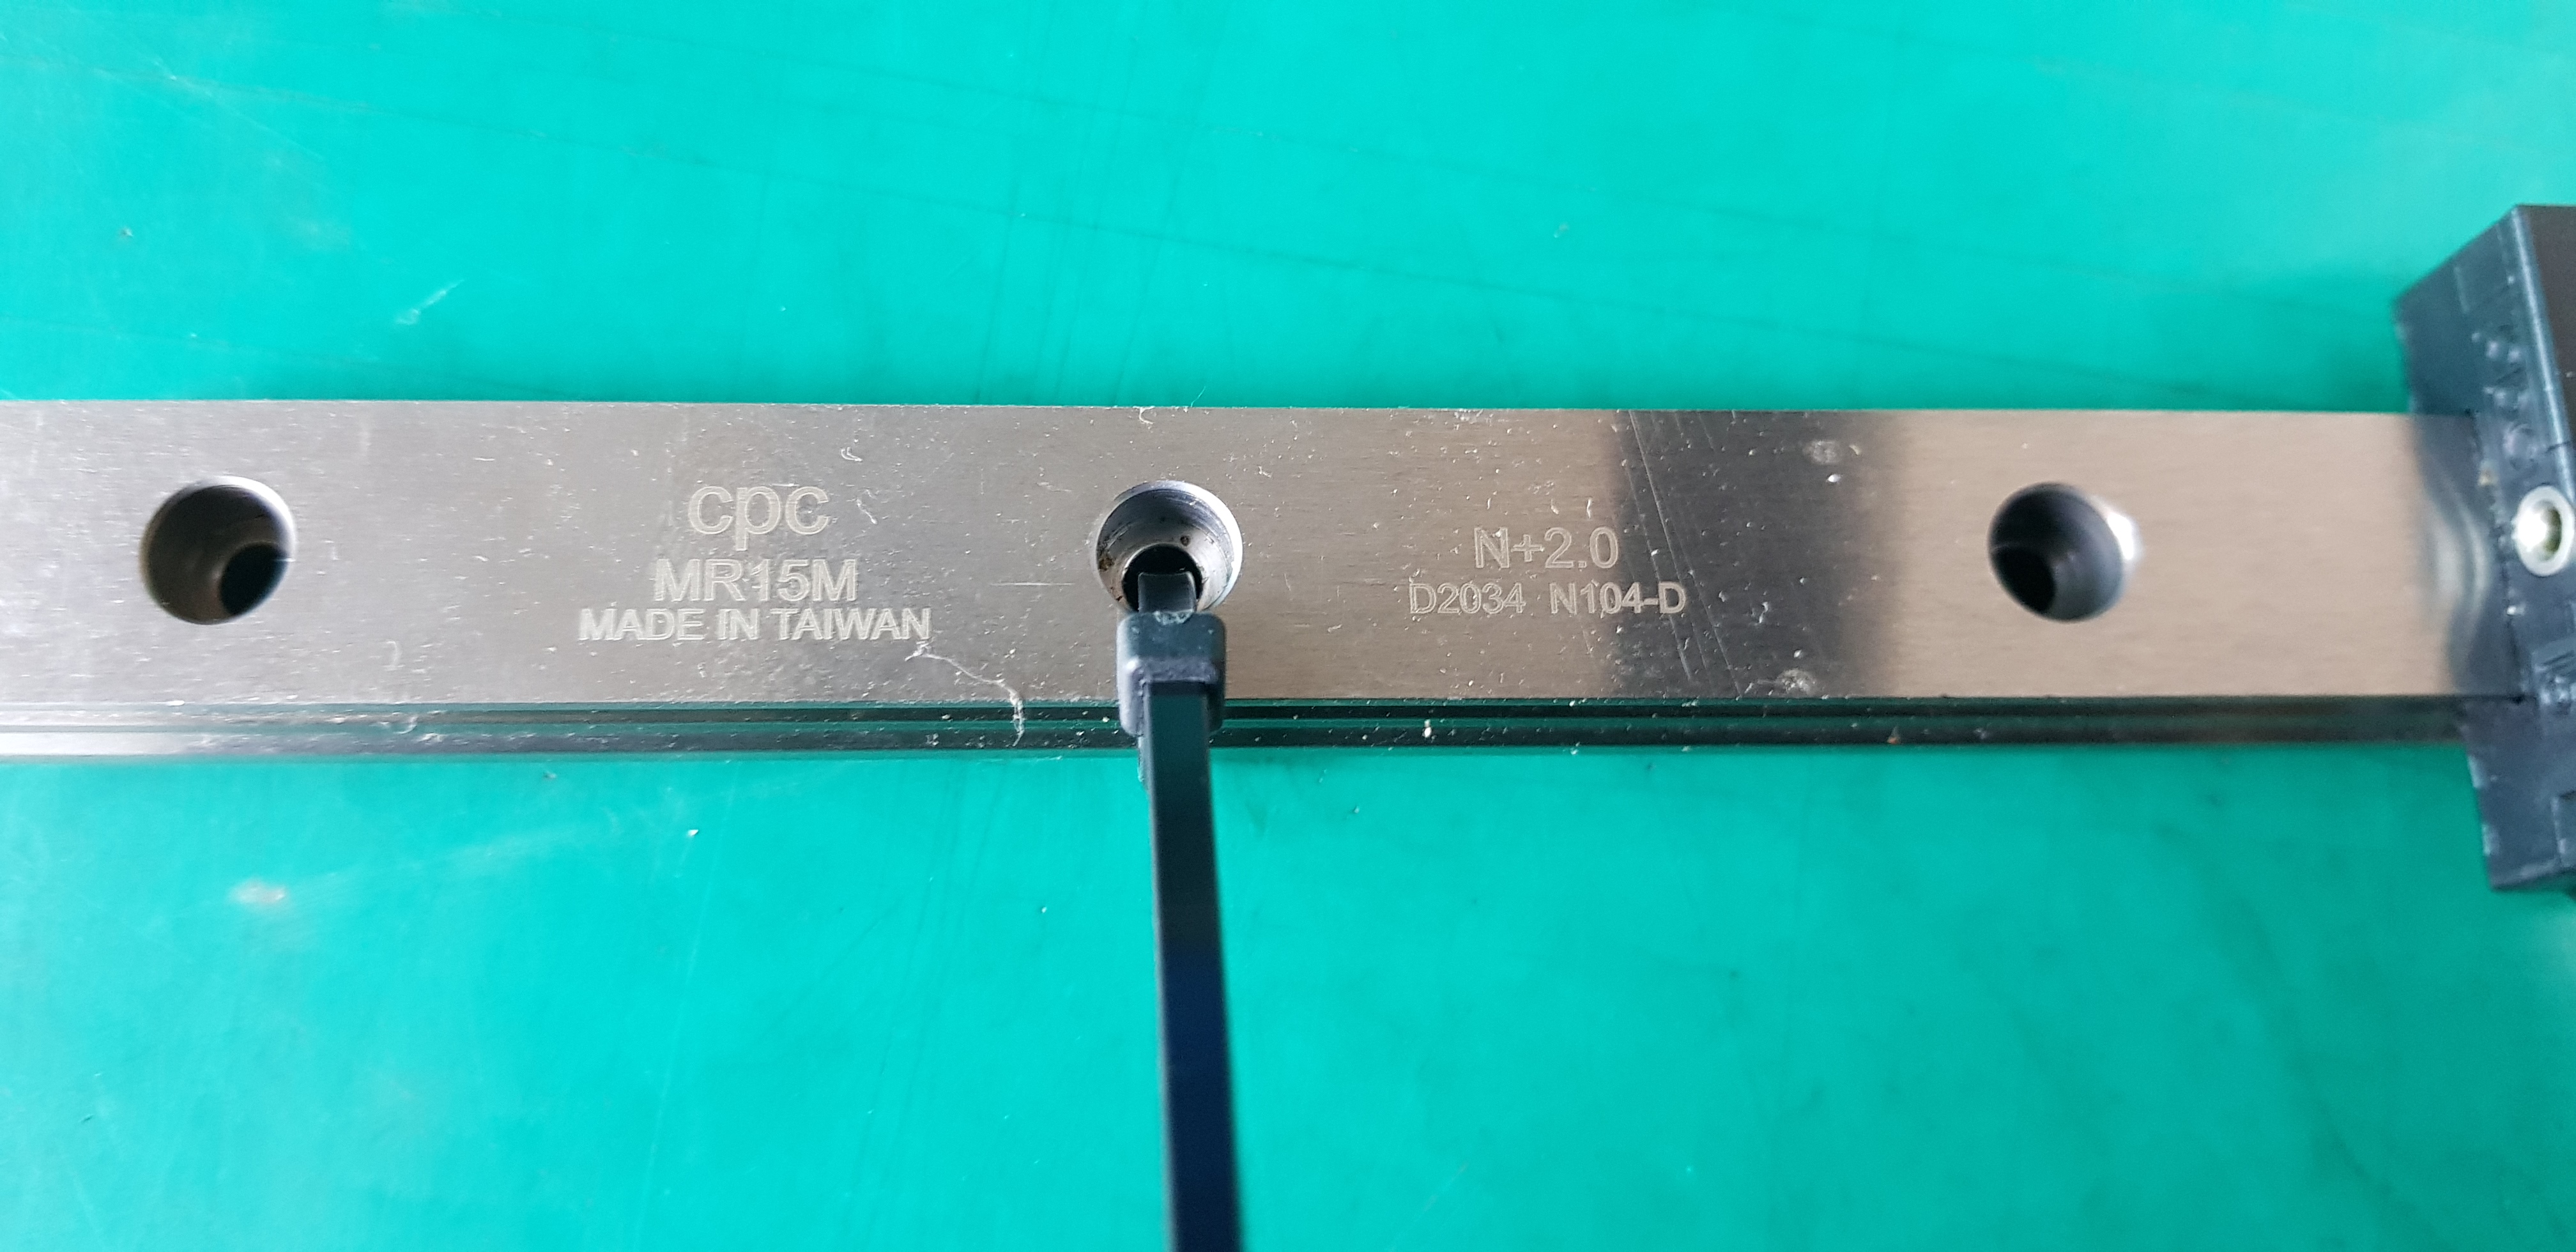 cpc
MR15M
MADE IN TAIWAN
N+2.0
D2034 N104-D